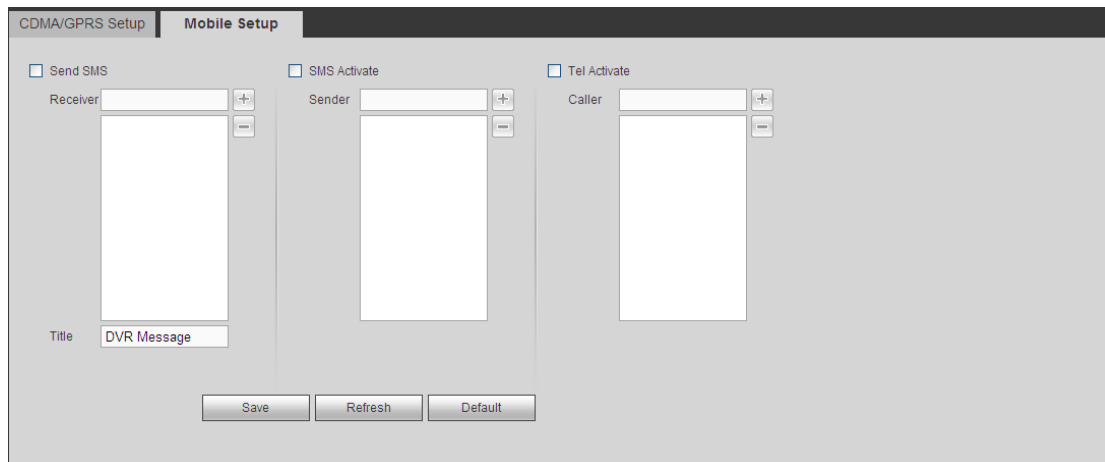 CDMA/GPRS Setup Mobile Setup
Send SMS SMS Activate Tel Activate
Receiver Sender Caller
Title DVR Message
Save Refresh Default